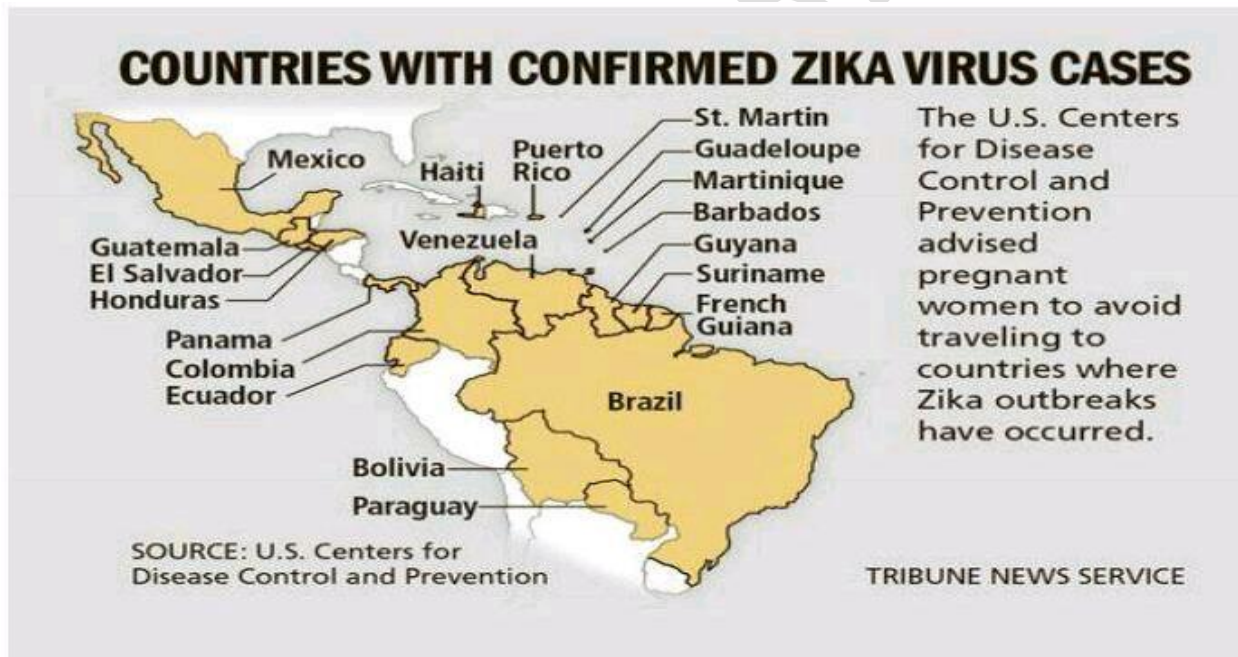 COUNTRIES WITH CONFIRMED ZIKA VIRUS CASES
Mexico
Haiti
Puerto
Rico
St. Martin
Guadeloupe
Martinique
Barbados
Guyana
Suriname
French
Guiana
Venezuela
Guatemala
El Salvador
Honduras
Panama
Colombia
Ecuador
Brazil
Bolivia
Paraguay
The U.S. Centers
for Disease
Control and
Prevention
advised
pregnant
women to avoid
traveling to
countries where
Zika outbreaks
have occurred.
SOURCE: U.S. Centers for
Disease Control and Prevention
TRIBUNE NEWS SERVICE